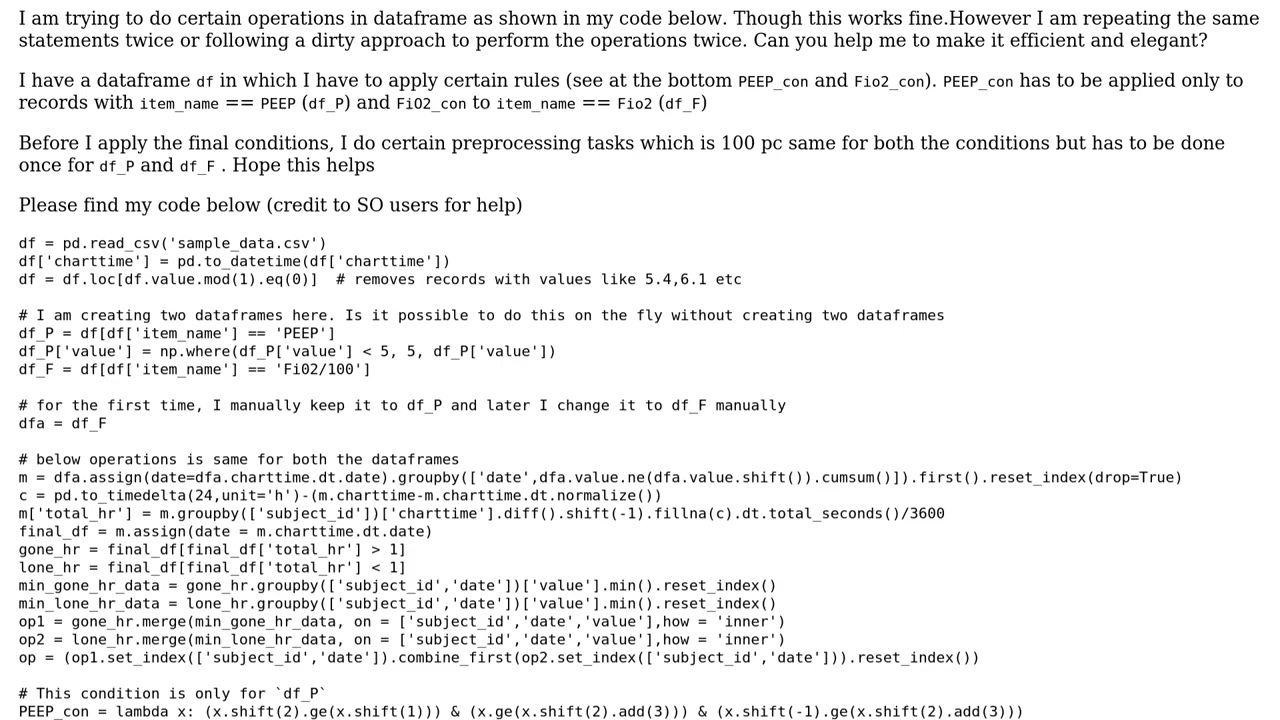 I am trying to do certain operations in dataframe as shown in my code below. Though this works fine.However I am repeating the same
statements twice or following a dirty approach to perform the operations twice. Can you help me to make it efficient and elegant?
I have a dataframe df in which I have to apply certain rules (see at the bottom PEEP_con and Fio2_con). PEEP_con has to be applied only to
records with item_name == PEEP (df_P) and FiO2_con to item_name == Fio2 (df_F)
Before I apply the final conditions, I do certain preprocessing tasks which is 100 pc same for both the conditions but has to be done
once for df_P and df_F . Hope this helps
Please find my code below (credit to SO users for help)
df = pd.read_csv('sample_data.csv')
df['charttime'] = pd.to_datetime(df['charttime'])
df = df.loc[df.value.mod(1).eq(0)]  # removes records with values like 5.4,6.1 etc
# I am creating two dataframes here. Is it possible to do this on the fly without creating two dataframes
df_P = df[df['item_name'] == 'PEEP']
df_P['value'] = np.where(df_P['value'] < 5, 5, df_P['value'])
df_F = df[df['item_name'] == 'Fi02/100']
# for the first time, I manually keep it to df_P and later I change it to df_F manually
dfa = df_F
# below operations is same for both the dataframes
m = dfa.assign(date=dfa.charttime.dt.date).groupby(['date',dfa.value.ne(dfa.value.shift()).cumsum()]).first().reset_index(drop=True)
c = pd.to_timedelta(24,unit='h')-(m.charttime-m.charttime.dt.normalize())
m['total_hr'] = m.groupby(['subject_id'])['charttime'].diff().shift(-1).fillna(c).dt.total_seconds()/3600
final_df = m.assign(date = m.charttime.dt.date)
gone_hr = final_df[final_df['total_hr'] > 1]
lone_hr = final_df[final_df['total_hr'] < 1]
min_gone_hr_data = gone_hr.groupby(['subject_id','date'])['value'].min().reset_index()
min_lone_hr_data = lone_hr.groupby(['subject_id','date'])['value'].min().reset_index()
op1 = gone_hr.merge(min_gone_hr_data, on = ['subject_id','date','value'],how = 'inner')
op2 = lone_hr.merge(min_lone_hr_data, on = ['subject_id','date','value'],how = 'inner')
op = (op1.set_index(['subject_id','date']).combine_first(op2.set_index(['subject_id','date'])).reset_index())
# This condition is only for `df_P`
PEEP_con = lambda x: (x.shift(2).ge(x.shift(1))) & (x.ge(x.shift(2).add(3))) & (x.shift(-1).ge(x.shift(2).add(3)))